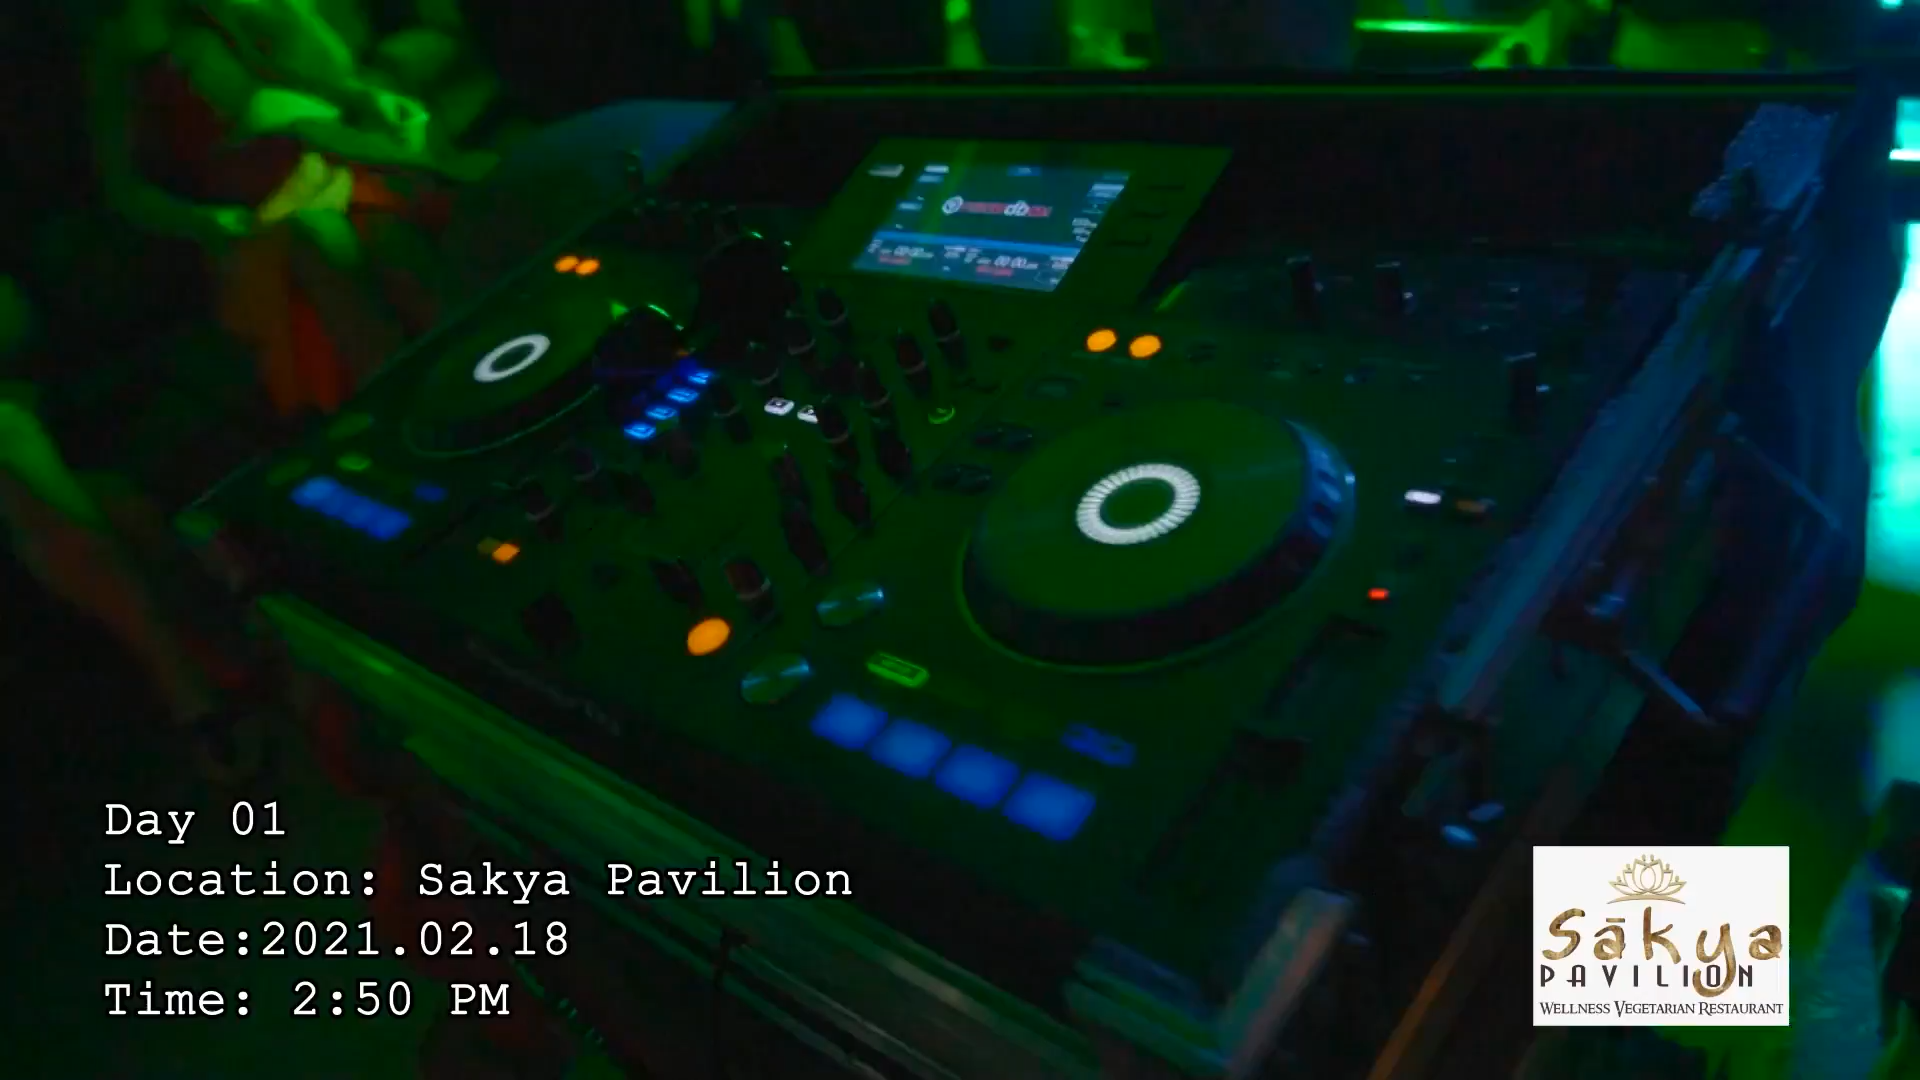 Day 01
Location: Sakya Pavilion
Date:2021.02.18
Time: 2:50 PM
Sākya
PAVILION
WELLNESS VEGETARIAN RESTAURANT